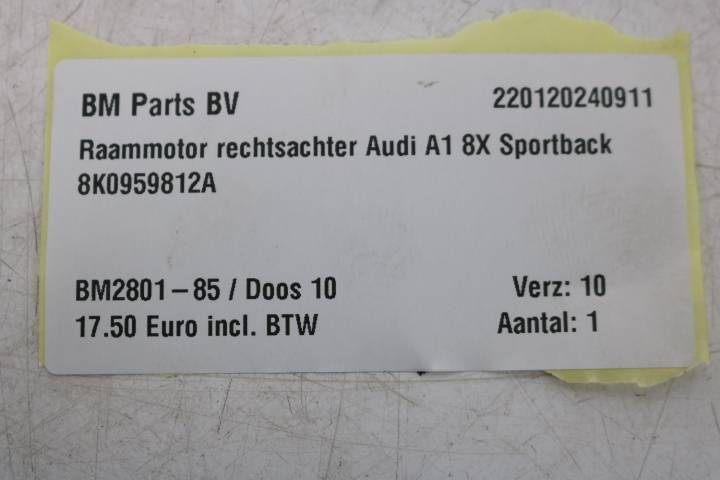 BM Parts BV 220120240911
Raammotor rechtsachter Audi A1 8X Sportback
8K0959812A
BM2801-85 / Doos 10 Verz: 10
17.50 Euro incl. BTW Aantal: 1